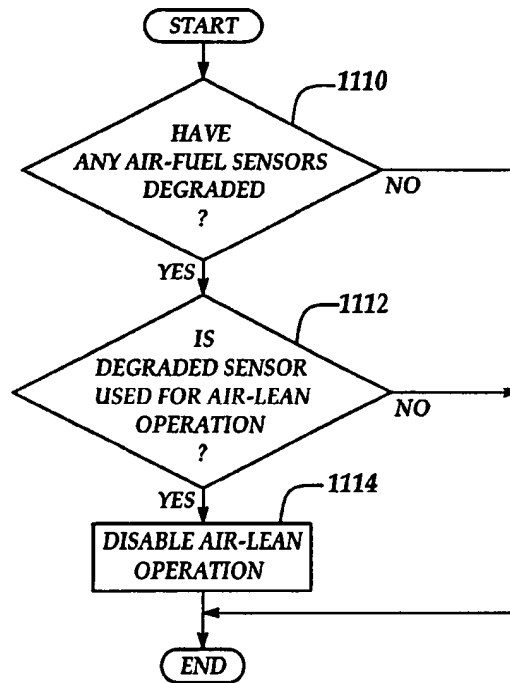 START
1110
HAVE
ANY AIR-FUEL SENSORS
DEGRADED
?
NO
YES
1112
IS
DEGRADED SENSOR
USED FOR AIR-LEAN
OPERATION
?
NO
YES
1114
DISABLE AIR-LEAN
OPERATION
END